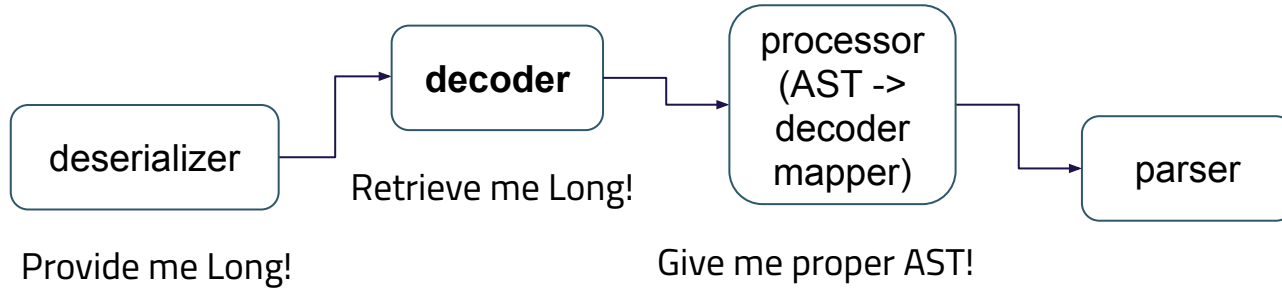 deserializer
Provide me Long!
decoder
Retrieve me Long!
processor
(AST ->
decoder
mapper)
Give me proper AST!
parser